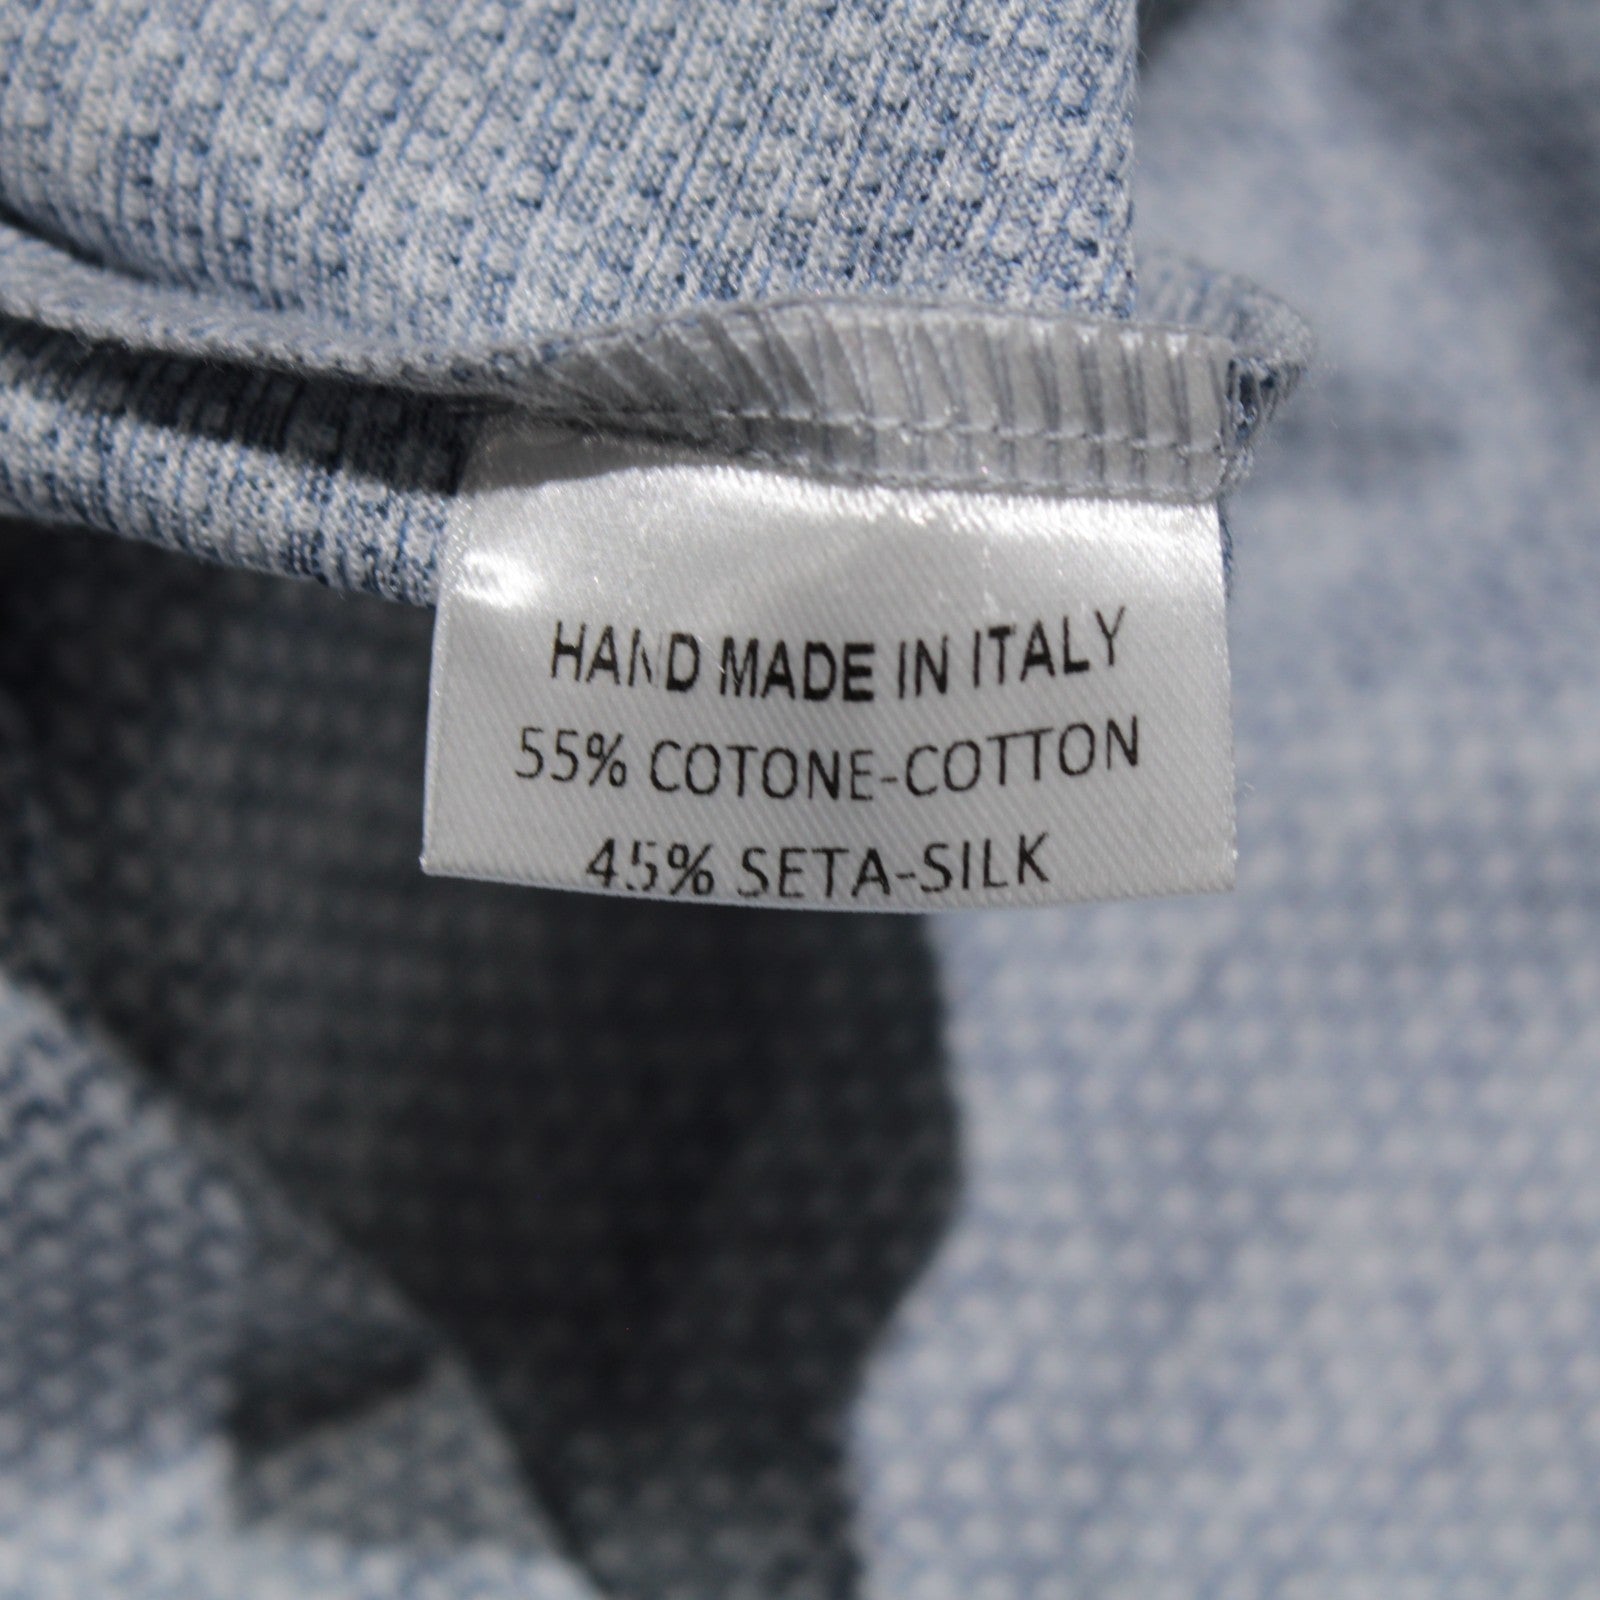 HAND MADE IN ITALY
55% COTONE-COTTON
45% SETA-SILK